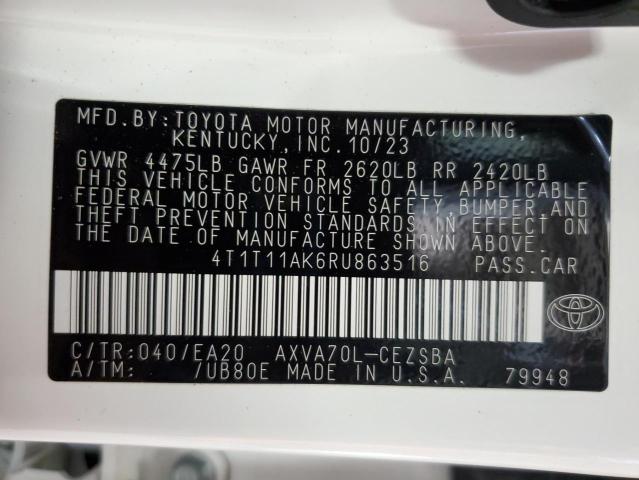 MFD.BY:TOYOTA MOTOR MANUFACTURING,
KENTUCKY,INC.10/23
GVWR 4475LB GAWR FR 2620LB RR 2420LB
THIS VEHICLE CONFORMS TO ALL APPLICABLE
FEDERAL MOTOR VEHICLE SAFETY,BUMPER,AND
THEFT PREVENTION STANDARDS IN EFFECT ON
THE DATE OF MANUFACTURE SHOWN ABOVE.
4T1T11AK6RU863516 PASS.CAR
C/TR:040/EA20 AXVA70L-CEZSBA
A/TM: /UB80E MADE IN U.S.A. 79948